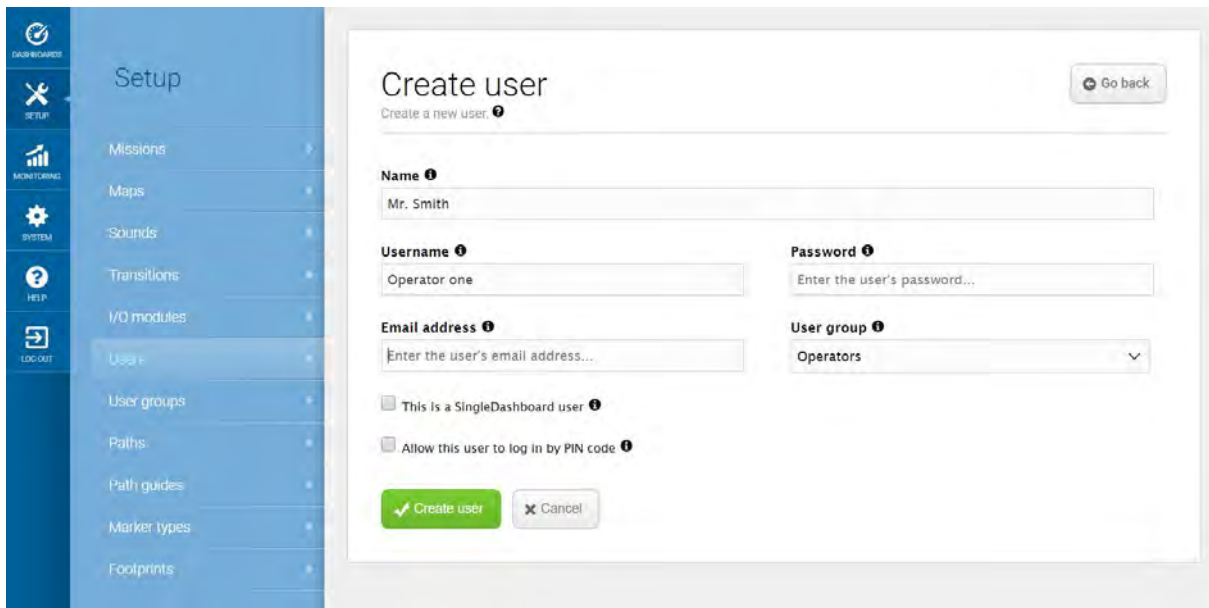 DASHBOARDS
SETUP
MONITORING
SYSTEM
HELP
LOG OUT
Setup
Missions
Maps
Sounds
Transitions
I/O modules
Users
User groups
Paths
Path guides
Marker types
Footprints
Create user
Create a new user.
Go back
Name
Mr. Smith
Username
Password
Operator one
Enter the user's password...
Email address
User group
Enter the user's email address...
Operators
This is a SingleDashboard user
Allow this user to log in by PIN code
Create user
Cancel